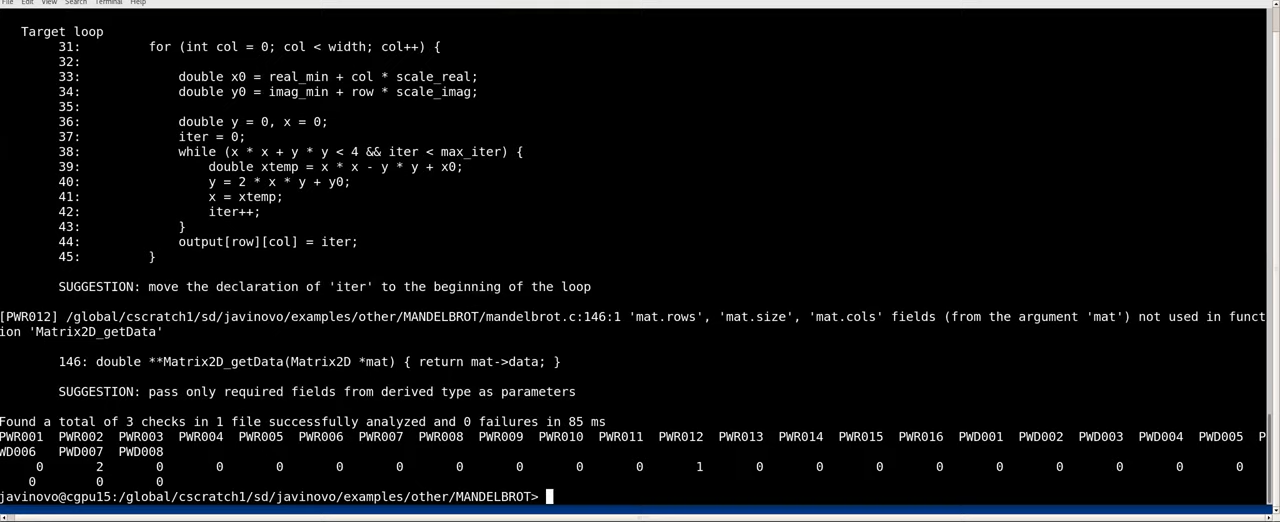 File Edit View Search Terminal Help
Target loop
31: for (int col = 0; col < width; col++) {
32:
33: double x0 = real_min + col * scale_real;
34: double y0 = imag_min + row * scale_imag;
35:
36: double y = 0, x = 0;
37: iter = 0;
38: while (x * x + y * y < 4 && iter < max_iter) {
39: double xtemp = x * x - y * y + x0;
40: y = 2 * x * y + y0;
41: x = xtemp;
42: iter++;
43: }
44: output[row][col] = iter;
45: }
SUGGESTION: move the declaration of 'iter' to the beginning of the loop
[PWR012] /global/cscratch1/sd/javinovo/examples/other/MANDELBROT/mandelbrot.c:146:1 'mat.rows', 'mat.size', 'mat.cols' fields (from the argument 'mat') not used in funct
ion 'Matrix2D_getData'
146: double **Matrix2D_getData(Matrix2D *mat) { return mat->data; }
SUGGESTION: pass only required fields from derived type as parameters
Found a total of 3 checks in 1 file successfully analyzed and 0 failures in 85 ms
PWR001 PWR002 PWR003 PWR004 PWR005 PWR006 PWR007 PWR008 PWR009 PWR010 PWR011 PWR012 PWR013 PWR014 PWR015 PWR016 PWD001 PWD002 PWD003 PWD004 PWD005 P
WD006 PWD007 PWD008
0 2 0 0 0 0 0 0 0 0 0 1 0 0 0 0 0 0 0 0 0
0 0 0
javinovo@cgpu15:/global/cscratch1/sd/javinovo/examples/other/MANDELBROT>